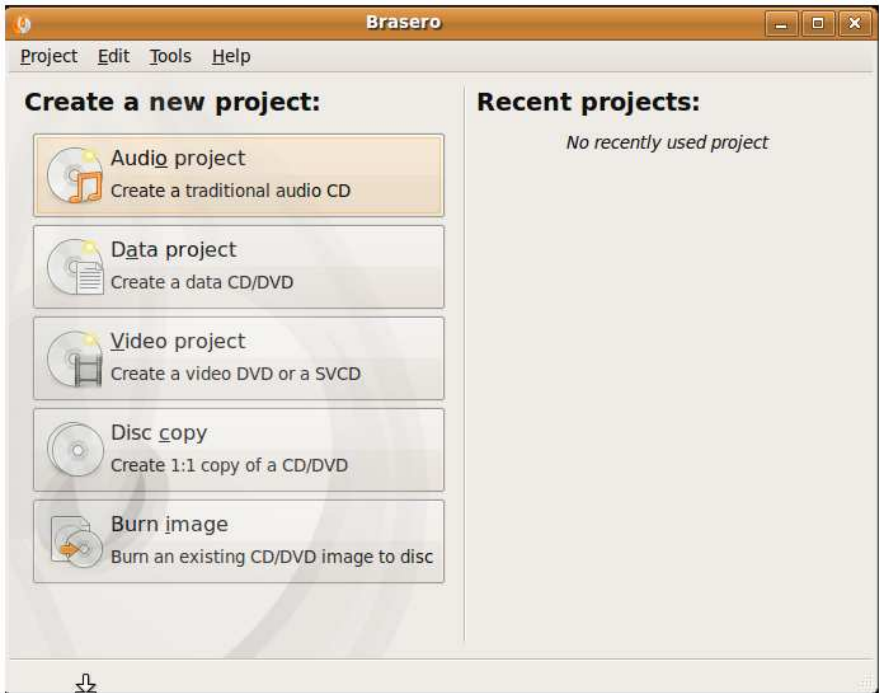 Brasero
Project Edit Tools Help
Create a new project:
Audio project
Create a traditional audio CD
Data project
Create a data CD/DVD
Video project
Create a video DVD or a SVCD
Disc copy
Create 1:1 copy of a CD/DVD
Burn image
Burn an existing CD/DVD image to disc
Recent projects:
No recently used project